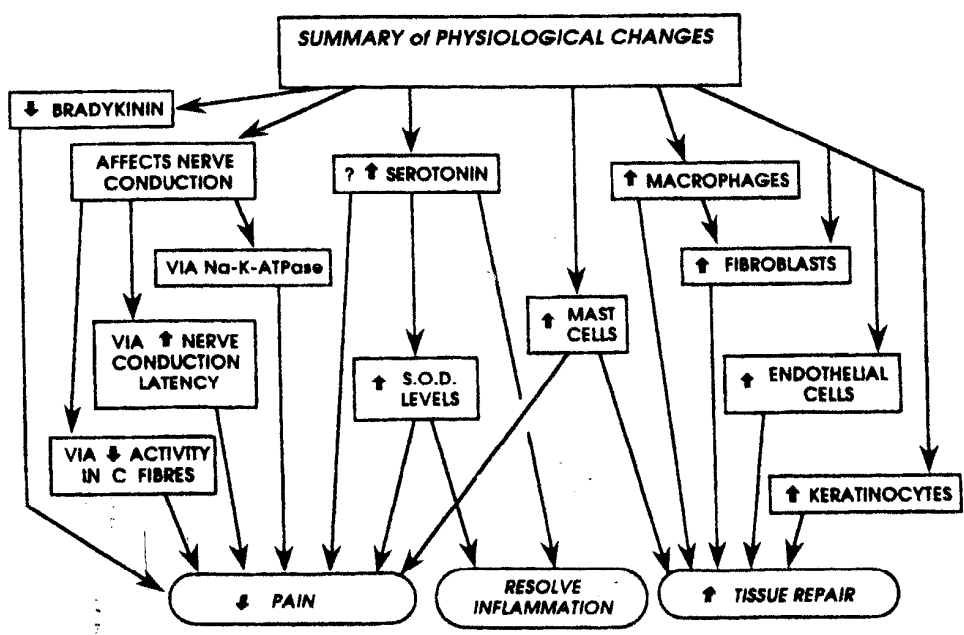 SUMMARY of PHYSIOLOGICAL CHANGES
⬇ BRADYKININ
AFFECTS NERVE
CONDUCTION
? ⬆ SEROTONIN
⬆ MACROPHAGES
VIA Na-K-ATPase
⬆ FIBROBLASTS
VIA ⬆ NERVE
CONDUCTION
LATENCY
⬆ MAST
CELLS
⬆ S.O.D.
LEVELS
⬆ ENDOTHELIAL
CELLS
VIA ⬇ ACTIVITY
IN C FIBRES
⬆ KERATINOCYTES
⬇ PAIN
RESOLVE
INFLAMMATION
⬆ TISSUE REPAIR